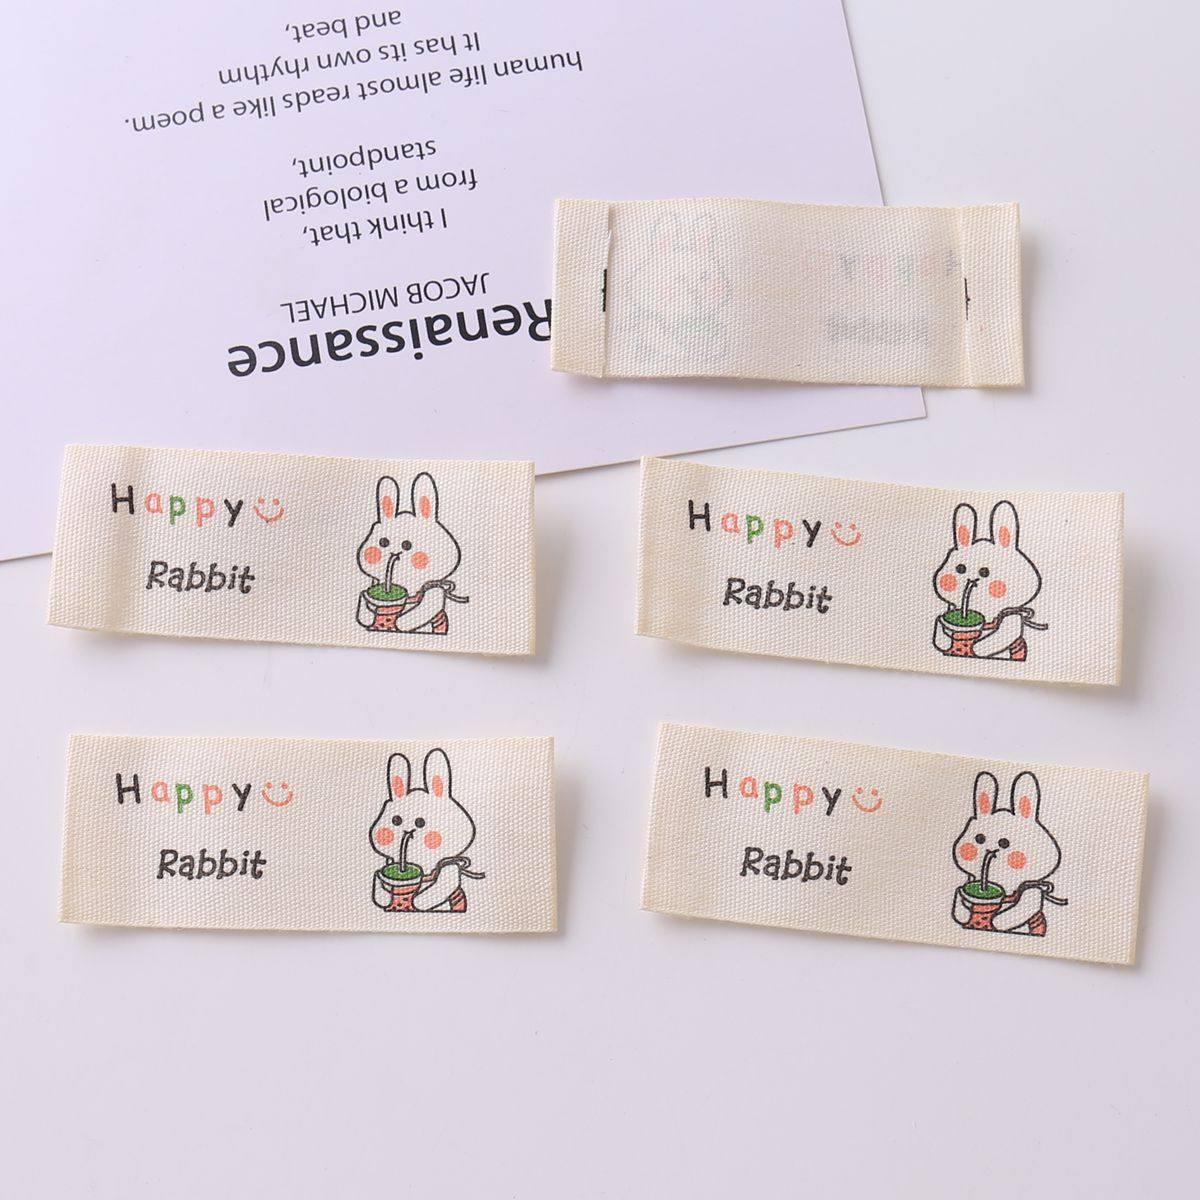 Renaissance
JACOB MICHAEL
I think that,
from a biological
standpoint,
human life almost reads like a poem.
It has its own rhythm
and beat,
Happy
Rabbit
Happy
Rabbit
Happy
Rabbit
Happy
Rabbit